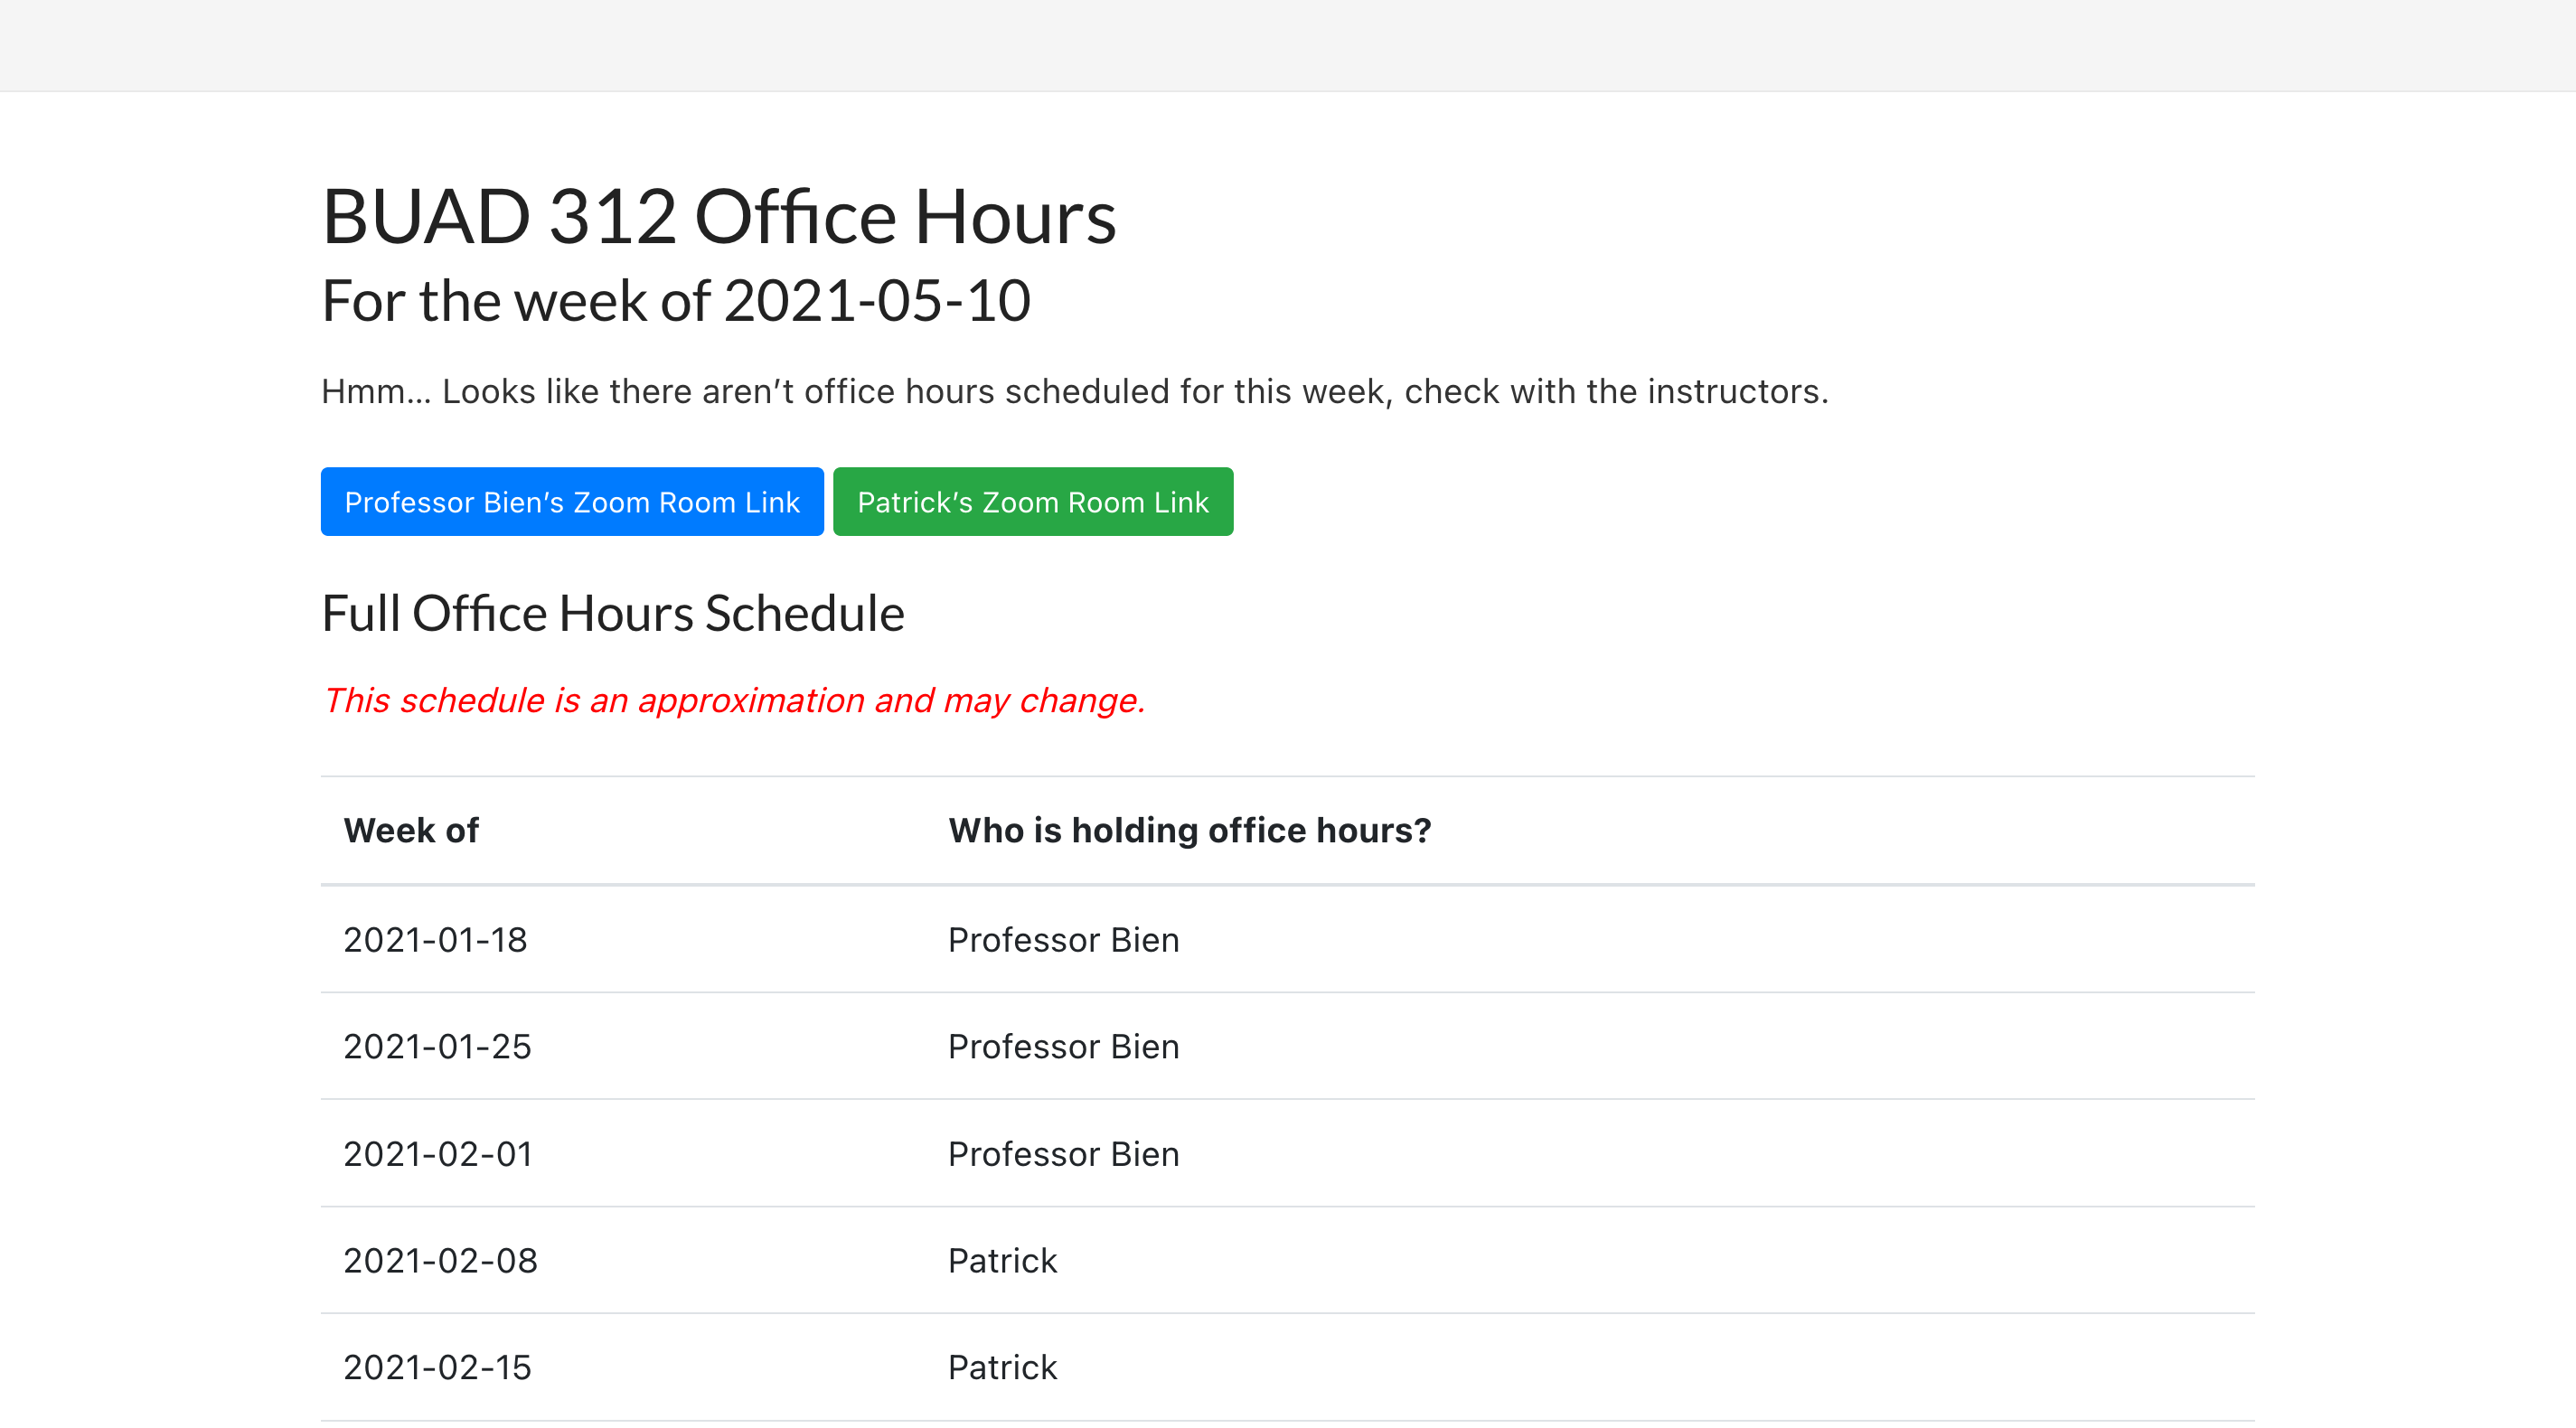 BUAD 312 Office Hours
For the week of 2021-05-10
Hmm... Looks like there aren’t office hours scheduled for this week, check with the instructors.
Professor Bien’s Zoom Room Link Patrick’s Zoom Room Link
Full Office Hours Schedule
This schedule is an approximation and may change.
Week of Who is holding office hours?
2021-01-18 Professor Bien
2021-01-25 Professor Bien
2021-02-01 Professor Bien
2021-02-08 Patrick
2021-02-15 Patrick